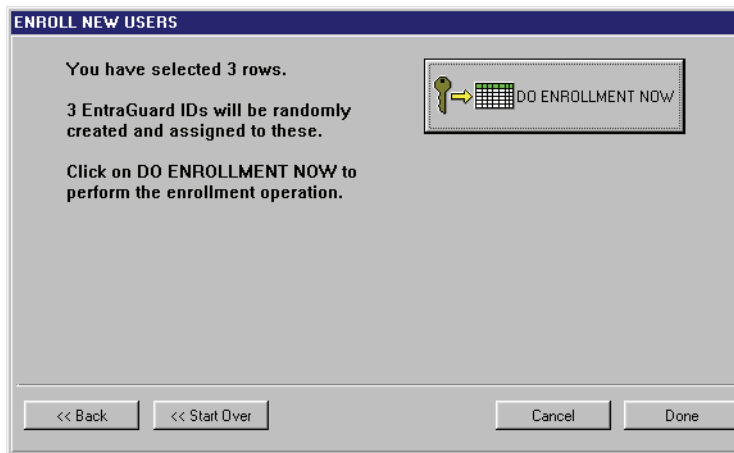 ENROLL NEW USERS
You have selected 3 rows.
3 EntraGuard IDs will be randomly
created and assigned to these.
Click on DO ENROLLMENT NOW to
perform the enrollment operation.
DO ENROLLMENT NOW
<< Back
<< Start Over
Cancel
Done